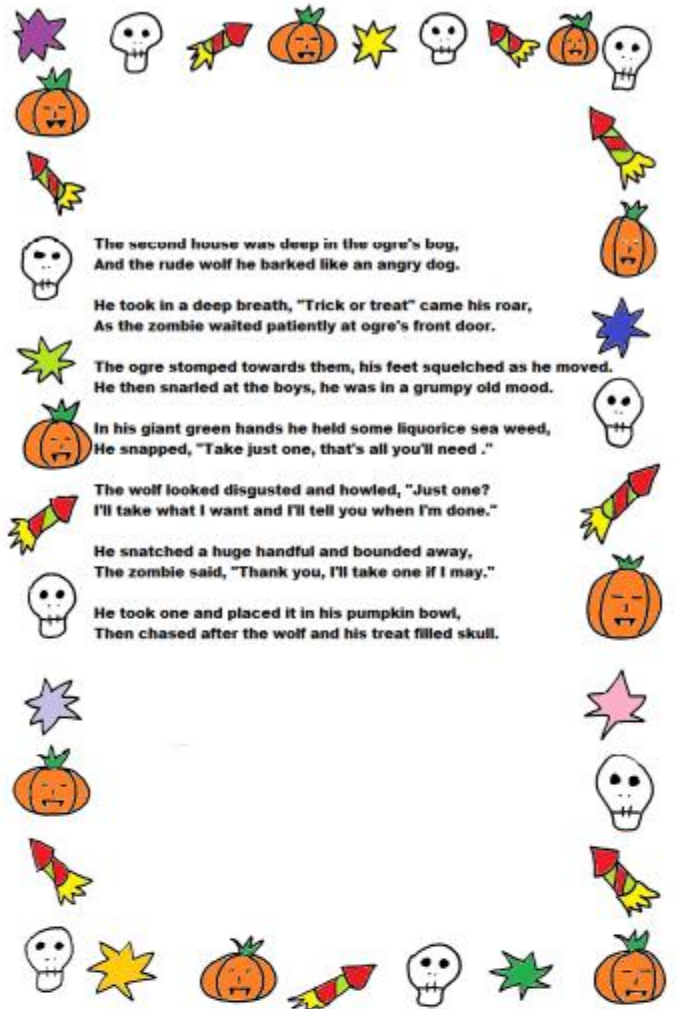 The second house was deep in the ogre's bog,
And the rude wolf he barked like an angry dog.
He took in a deep breath, "Trick or treat" came his roar,
As the zombie waited patiently at ogre's front door.
The ogre stomped towards them, his feet squelched as he moved.
He then snarled at the boys, he was in a grumpy old mood.
In his giant green hands he held some liquorice sea weed,
He snapped, "Take just one, that's all you'll need ."
The wolf looked disgusted and howled, "Just one?
I'll take what I want and I'll tell you when I'm done."
He snatched a huge handful and bounded away,
The zombie said, "Thank you, I'll take one if I may."
He took one and placed it in his pumpkin bowl,
Then chased after the wolf and his treat filled skull.